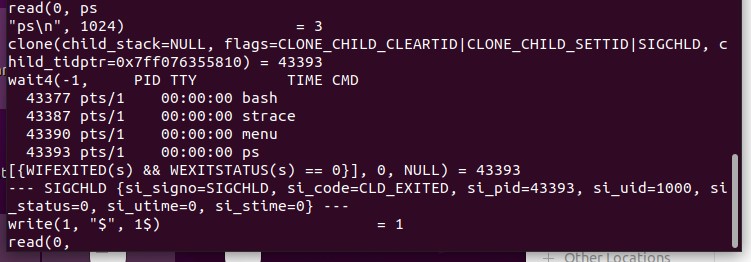 read(0, ps
"ps\n", 1024)                    = 3
clone(child_stack=NULL, flags=CLONE_CHILD_CLEARTID|CLONE_CHILD_SETTID|SIGCHLD, c
hild_tidptr=0x7ff076355810) = 43393
wait4(-1,     PID TTY          TIME CMD
  43377 pts/1    00:00:00 bash
  43387 pts/1    00:00:00 strace
  43390 pts/1    00:00:00 menu
  43393 pts/1    00:00:00 ps
[{WIFEXITED(s) && WEXITSTATUS(s) == 0}], 0, NULL) = 43393
--- SIGCHLD {si_signo=SIGCHLD, si_code=CLD_EXITED, si_pid=43393, si_uid=1000, si
_status=0, si_utime=0, si_stime=0} ---
write(1, "$", 1$)                        = 1
read(0,
+ Other Locations